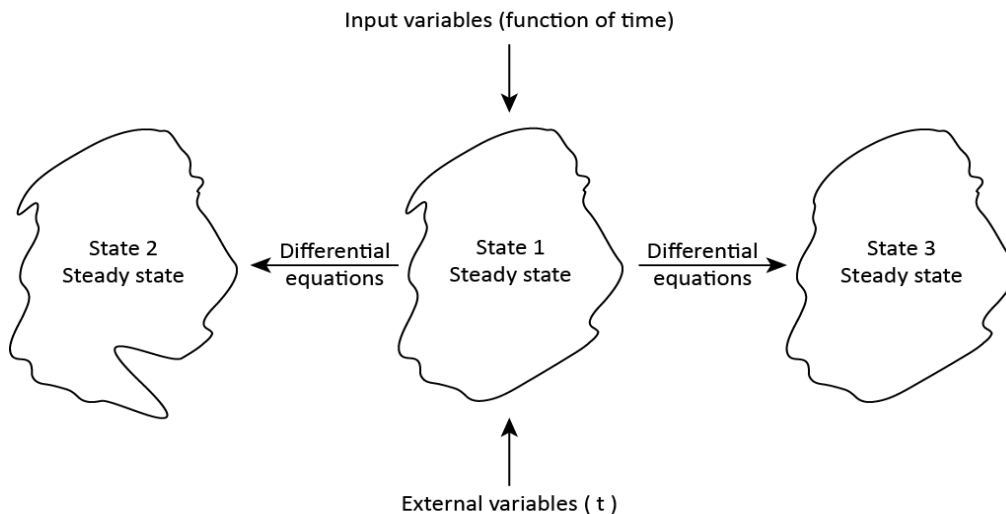 Input variables (function of time)
State 2
Steady state
Differential
equations
State 1
Steady state
Differential
equations
State 3
Steady state
External variables ( t )